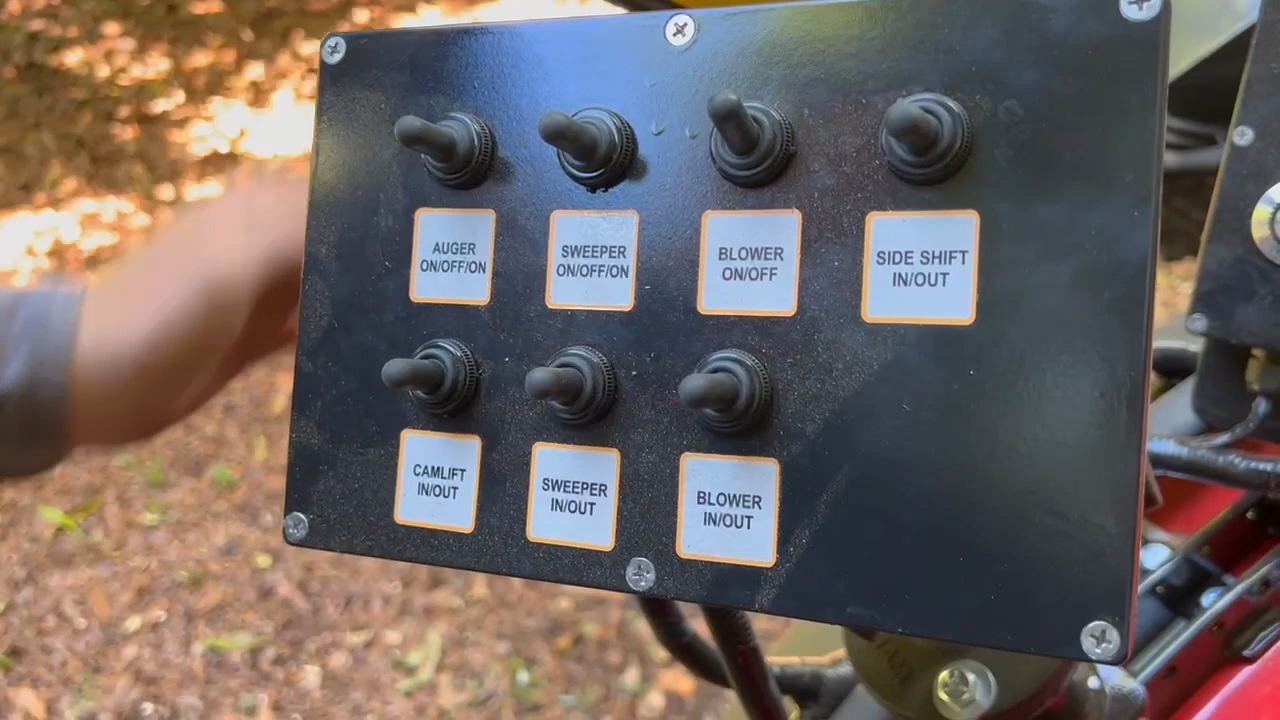 AUGER
ON/OFF/ON
SWEEPER
ON/OFF/ON
BLOWER
ON/OFF
SIDE SHIFT
IN/OUT
CAMLIFT
IN/OUT
SWEEPER
IN/OUT
BLOWER
IN/OUT